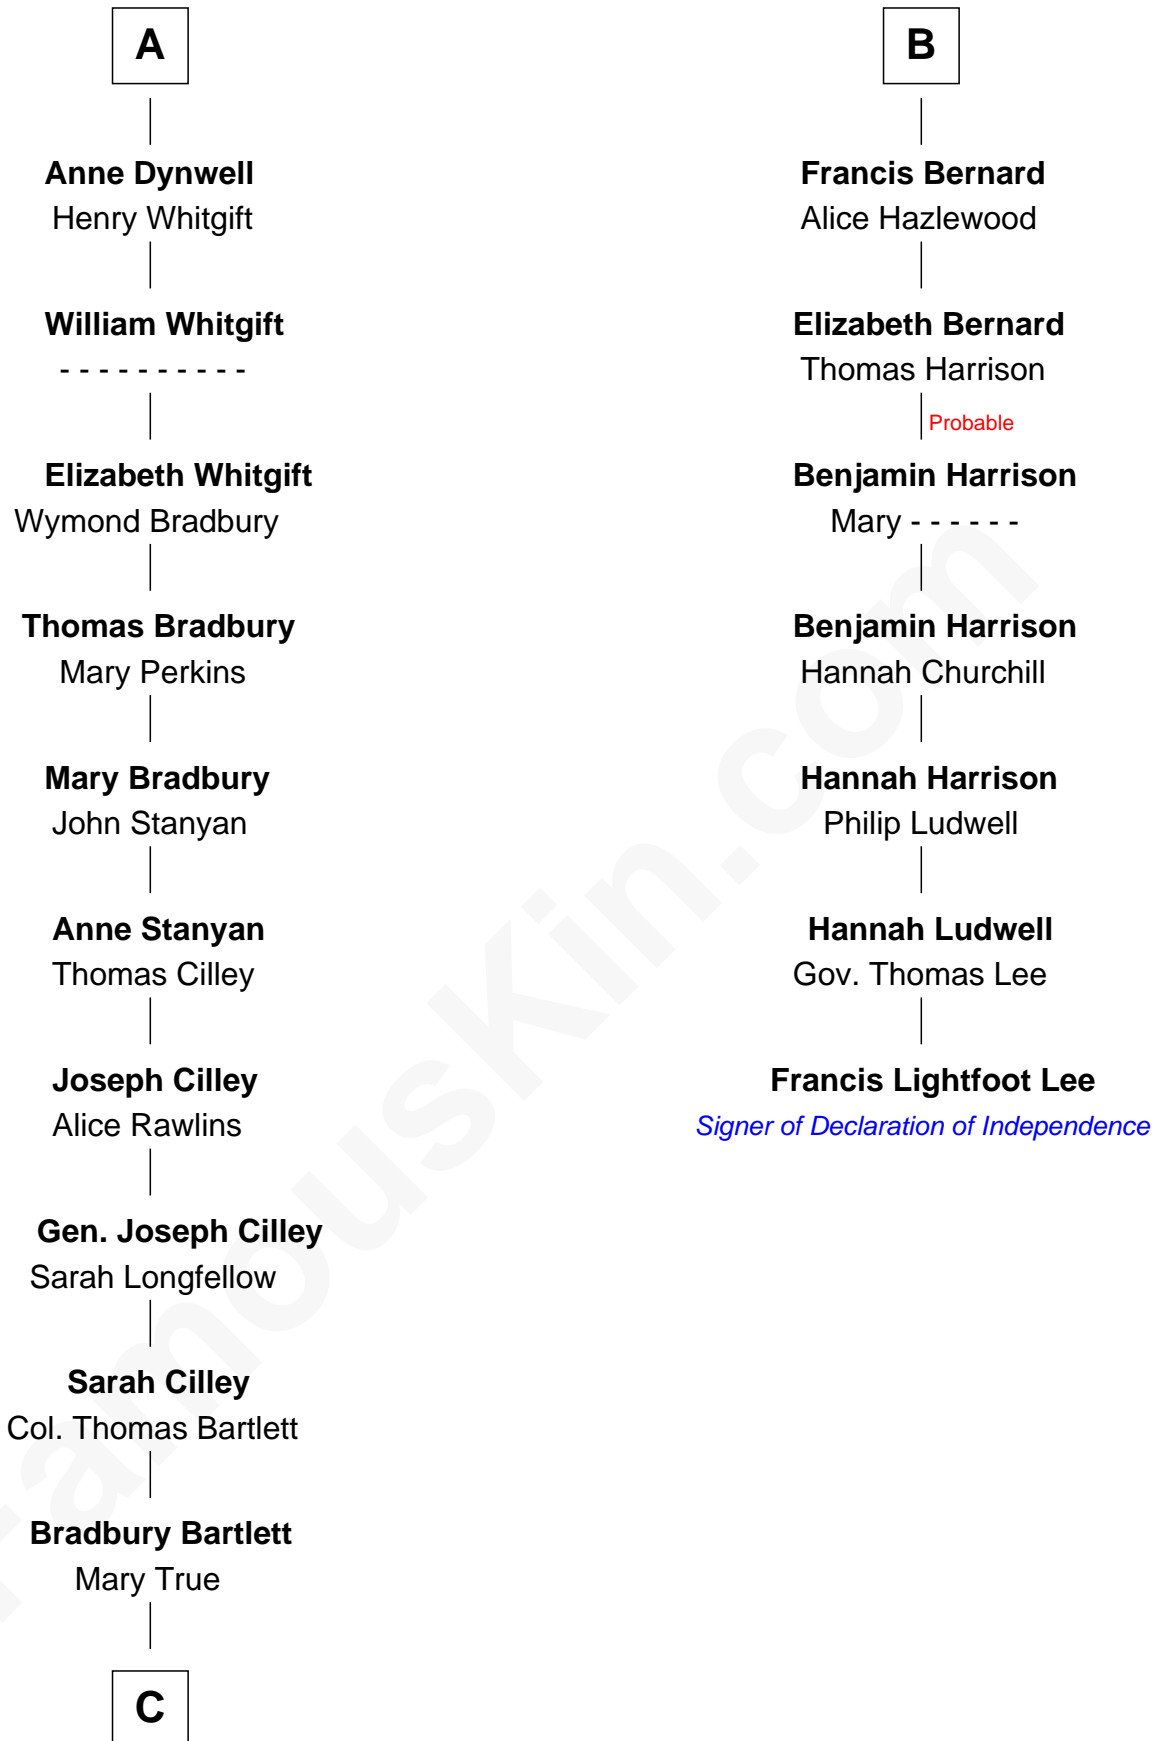 A
Anne Dynwell
Henry Whitgift
William Whitgift
- - - - - - - - - -
Elizabeth Whitgift
Wymond Bradbury
Thomas Bradbury
Mary Perkins
Mary Bradbury
John Stanyan
Anne Stanyan
Thomas Cilley
Joseph Cilley
Alice Rawlins
Gen. Joseph Cilley
Sarah Longfellow
Sarah Cilley
Col. Thomas Bartlett
Bradbury Bartlett
Mary True
C
B
Francis Bernard
Alice Hazlewood
Elizabeth Bernard
Thomas Harrison
Probable
Benjamin Harrison
Mary - - - - - -
Benjamin Harrison
Hannah Churchill
Hannah Harrison
Philip Ludwell
Hannah Ludwell
Gov. Thomas Lee
Francis Lightfoot Lee
Signer of Declaration of Independence
FamousKin.com